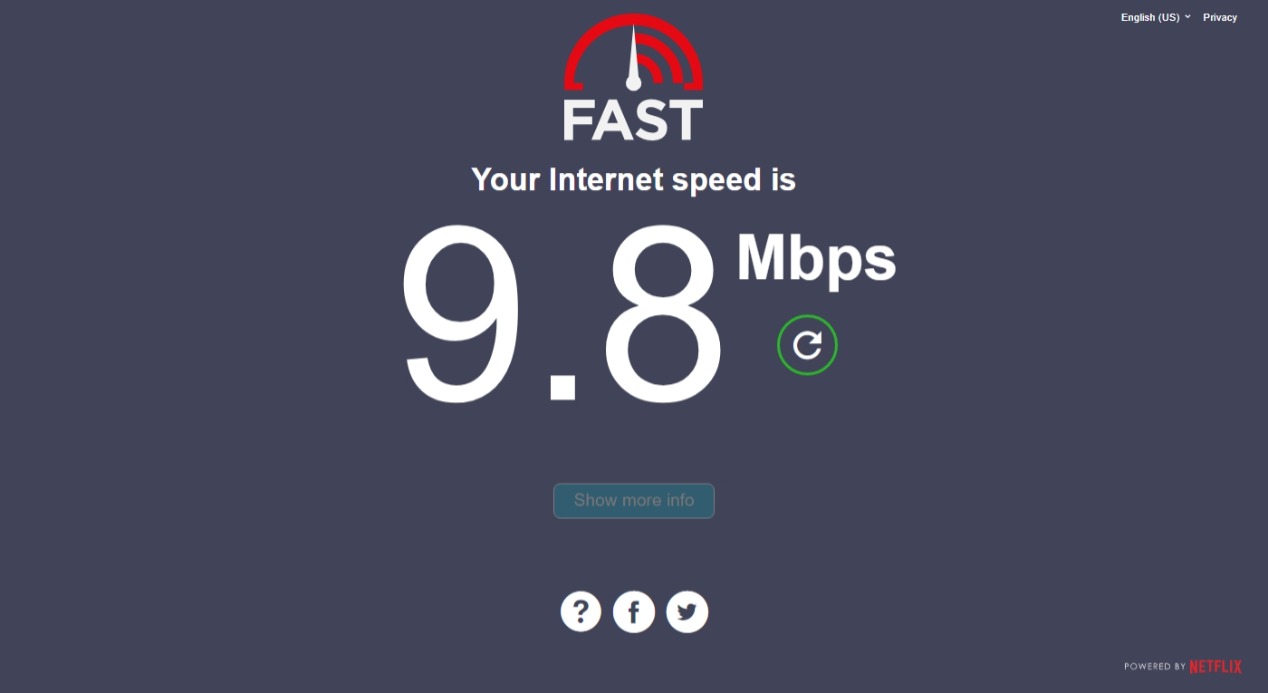 English (US) Privacy
FAST
Your Internet speed is
9.8 Mbps
Show more info
?
f
POWERED BY NETFLIX